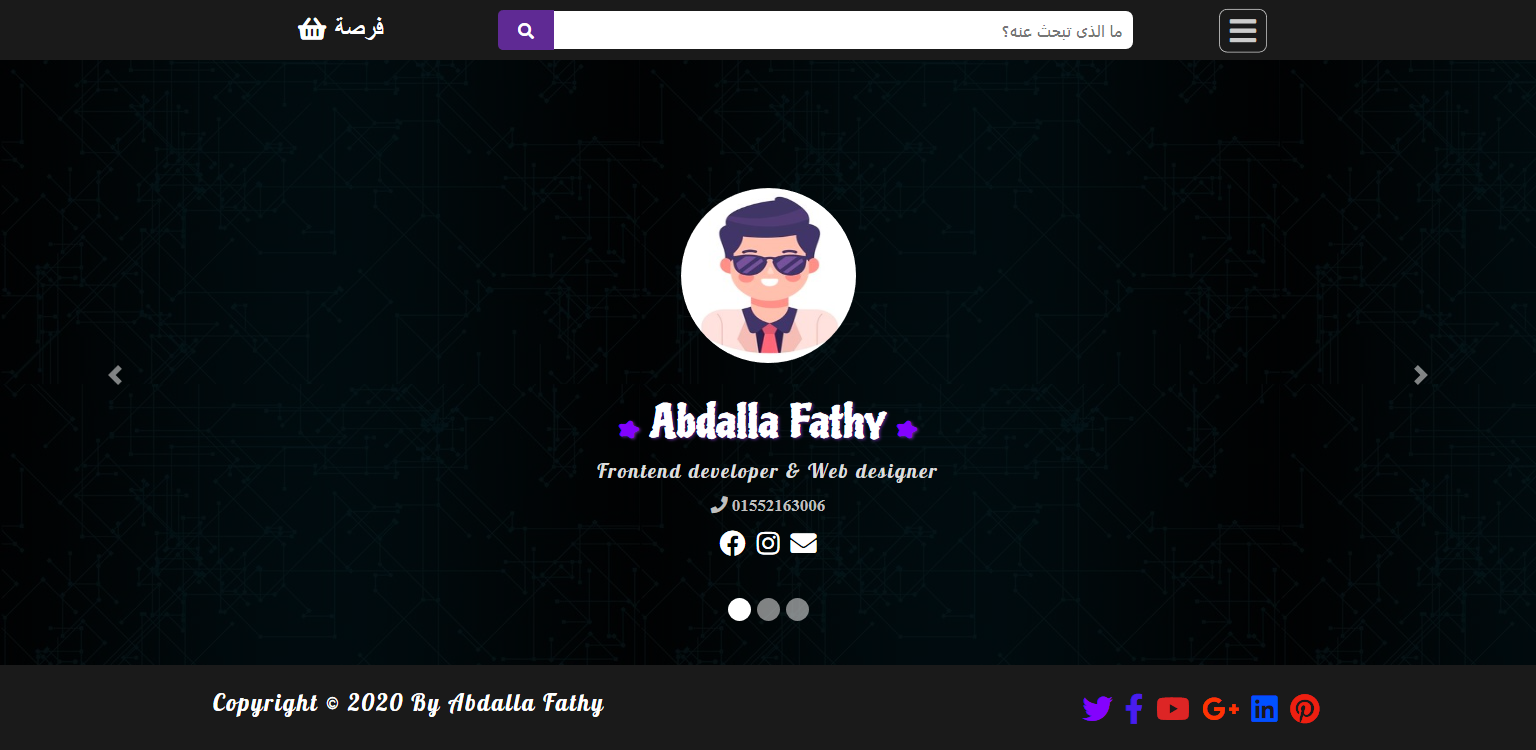 فرصة
ما الذى تبحث عنه؟
Abdalla Fathy
Frontend developer & Web designer
01552163006
Copyright © 2020 By Abdalla Fathy